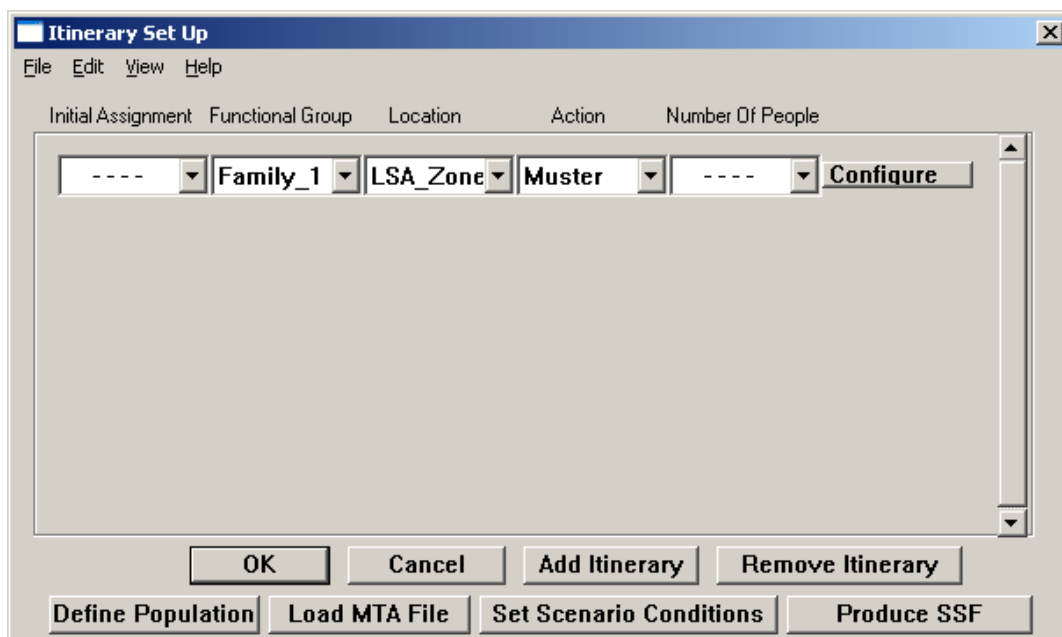 Itinerary Set Up
File Edit View Help
Initial Assignment Functional Group Location Action Number Of People
---- Family_1 LSA_Zone Muster ---- Configure
OK Cancel Add Itinerary Remove Itinerary
Define Population Load MTA File Set Scenario Conditions Produce SSF